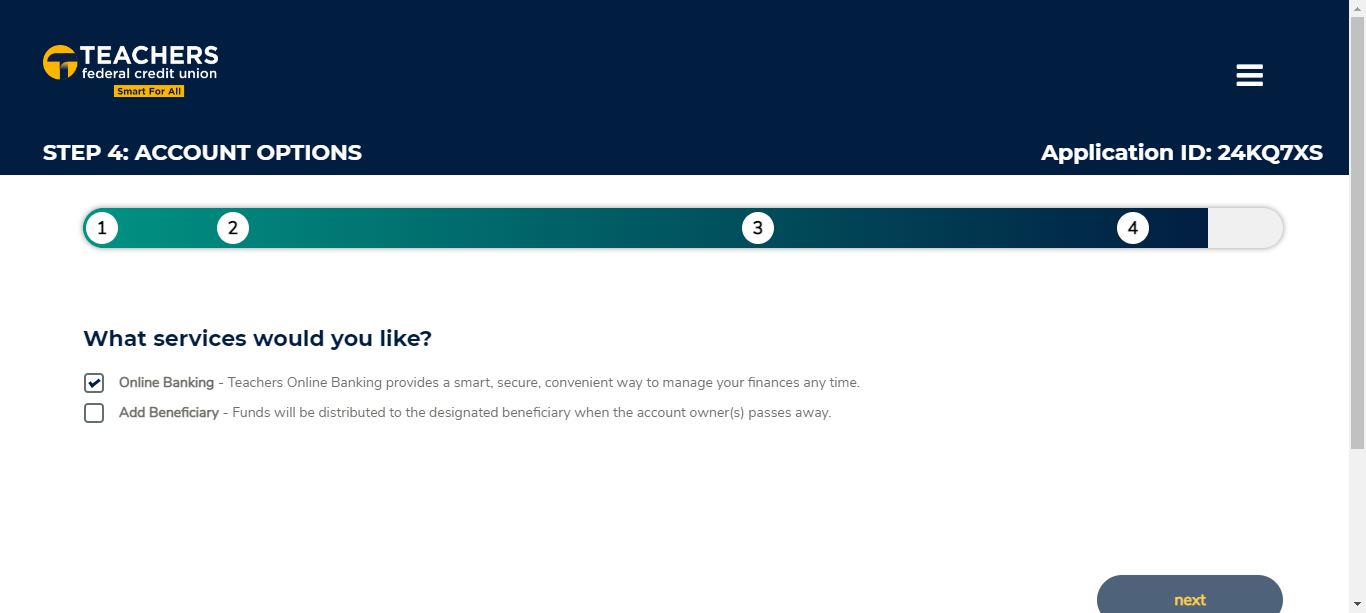 TEACHERS
federal credit union
Smart For All
STEP 4: ACCOUNT OPTIONS
Application ID: 24KQ7XS
1 2 3 4
What services would you like?
Online Banking - Teachers Online Banking provides a smart, secure, convenient way to manage your finances any time.
Add Beneficiary - Funds will be distributed to the designated beneficiary when the account owner(s) passes away.
next